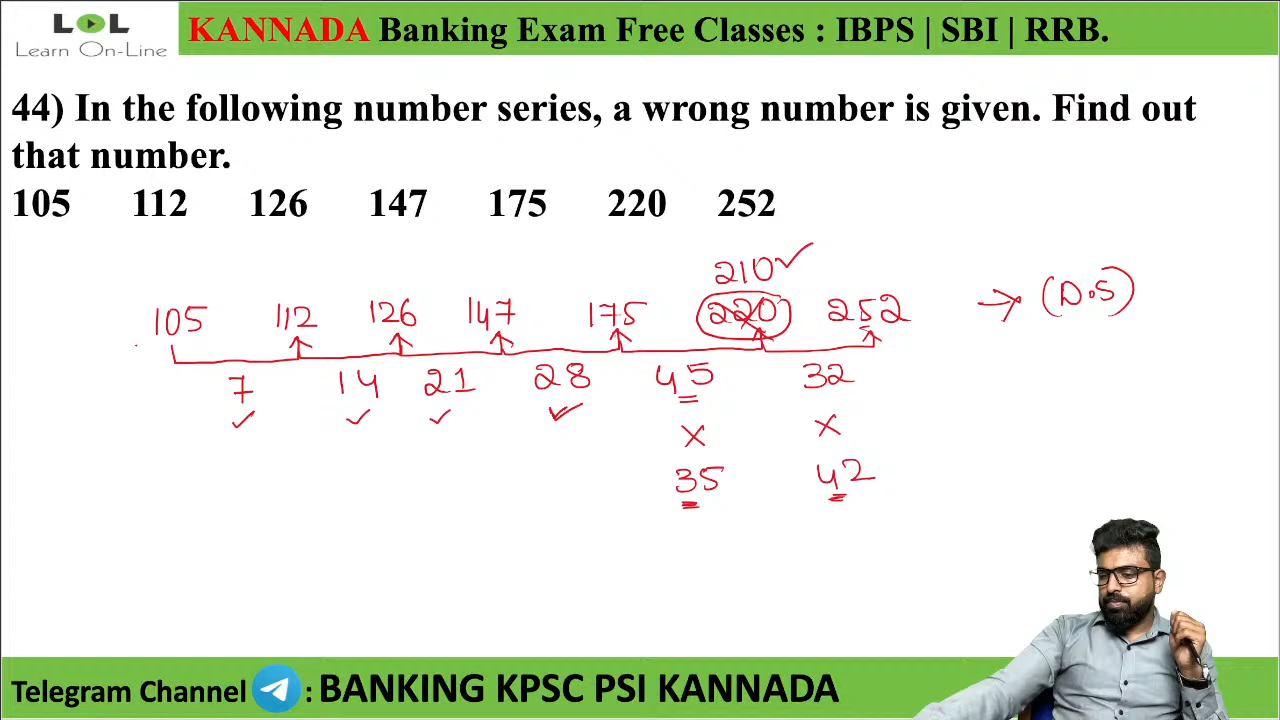 LOL
Learn On-Line
KANNADA Banking Exam Free Classes : IBPS | SBI | RRB.
44) In the following number series, a wrong number is given. Find out
that number.
105 112 126 147 175 220 252
210 ✓
105 112 126 147 175 220 252 → (D.S)
7 14 21 28 45 32
✓ ✓ ✓ ✓ × ×
35 42
Telegram Channel : BANKING KPSC PSI KANNADA